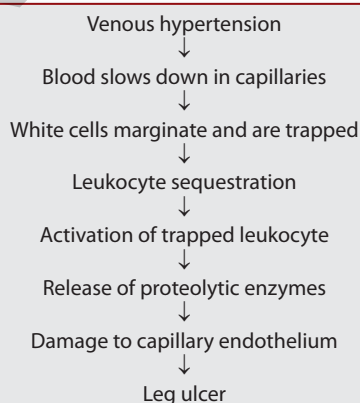 Venous hypertension
↓
Blood slows down in capillaries
↓
White cells marginate and are trapped
↓
Leukocyte sequestration
↓
Activation of trapped leukocyte
↓
Release of proteolytic enzymes
↓
Damage to capillary endothelium
↓
Leg ulcer